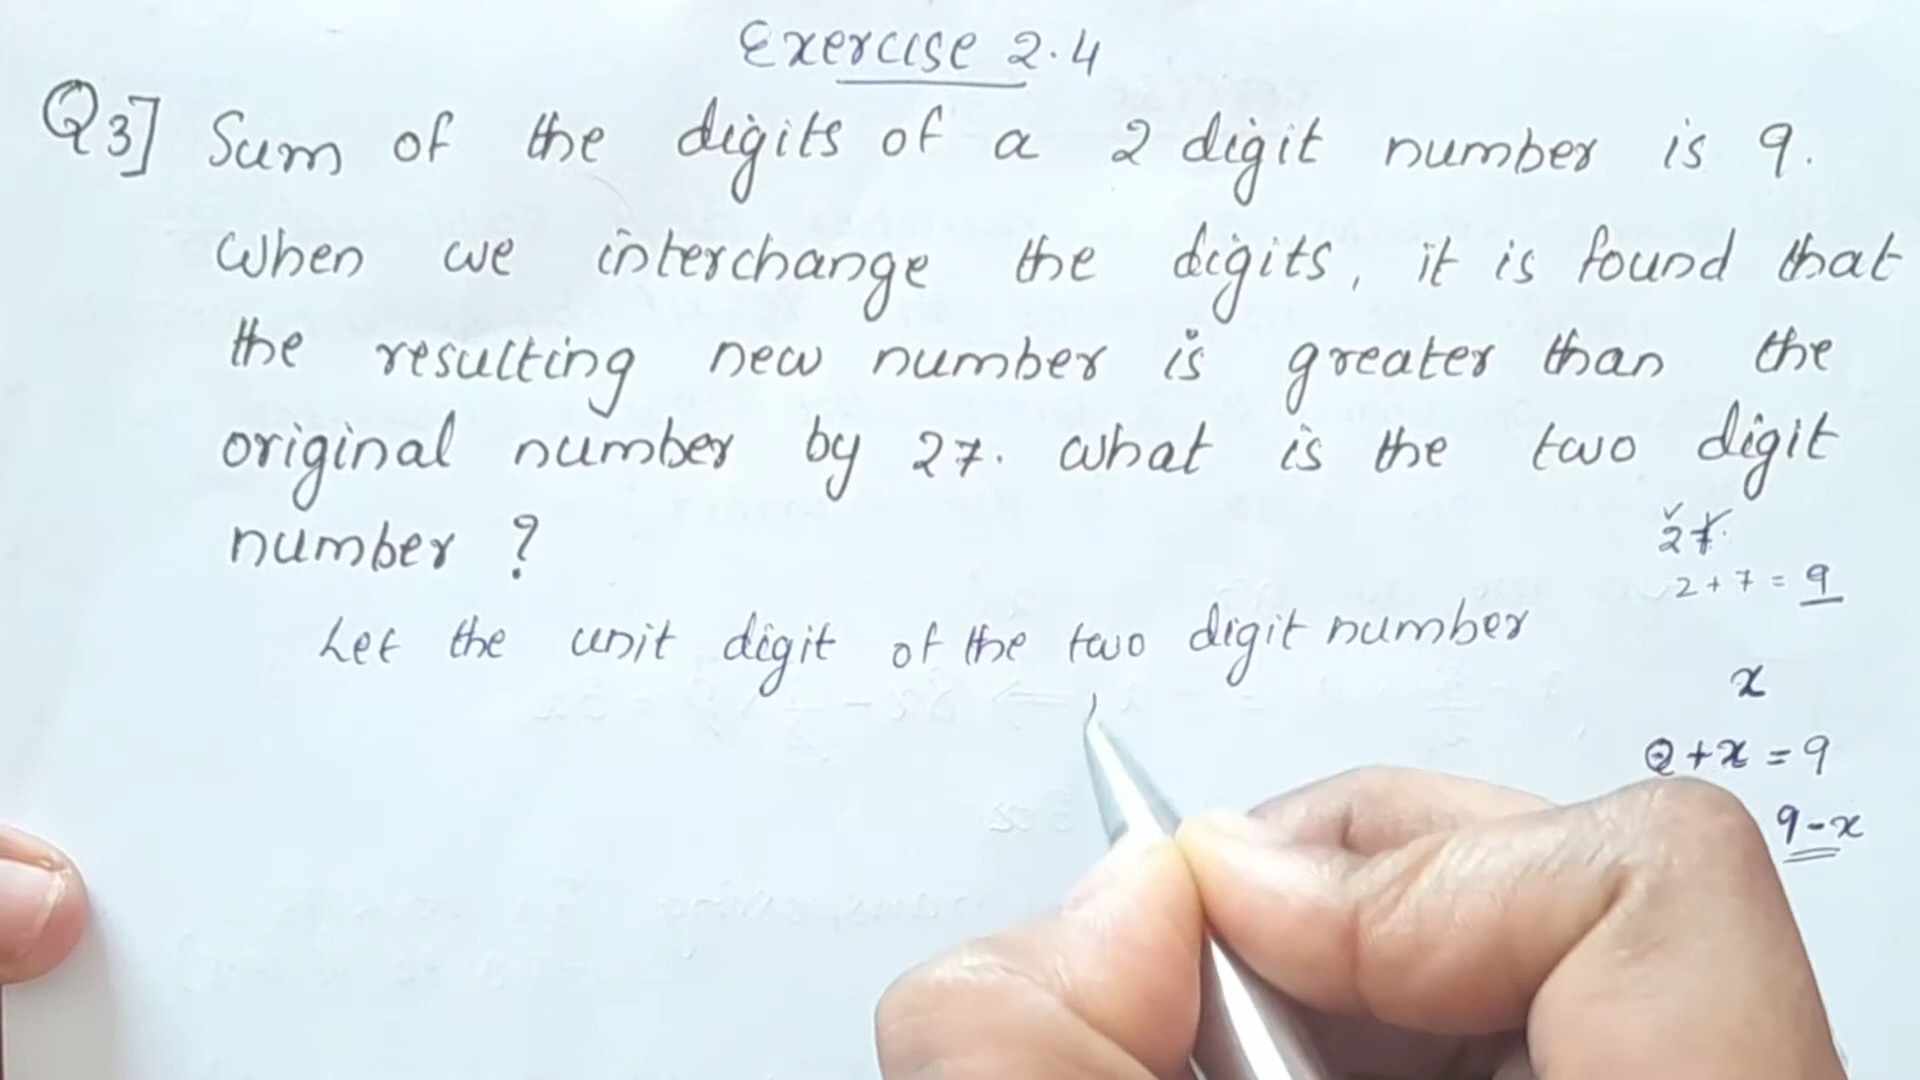 Exercise 2.4
Q3] Sum of the digits of a 2 digit number is 9.
When we interchange the digits, it is found that
the resulting new number is greater than the
original number by 27. What is the two digit
number ?
27.
2 + 7 = 9
Let the unit digit of the two digit number
x
2 + x = 9
9 - x